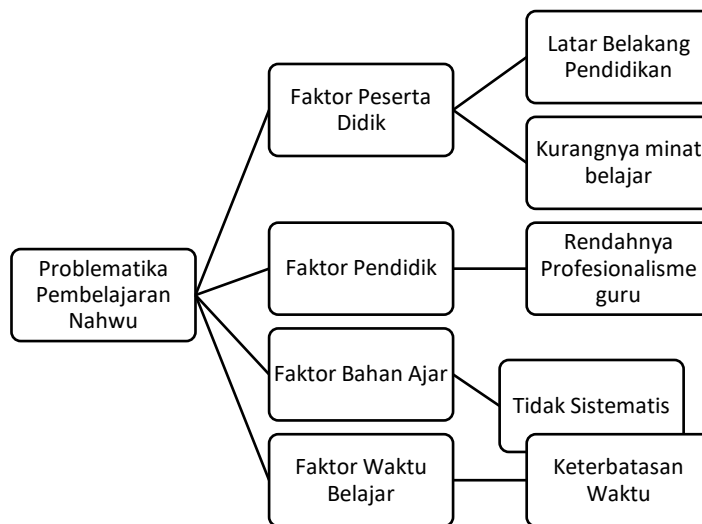 Problematika
Pembelajaran
Nahwu
Faktor Peserta
Didik
Latar Belakang
Pendidikan
Kurangnya minat
belajar
Faktor Pendidik
Rendahnya
Profesionalisme
guru
Faktor Bahan Ajar
Tidak Sistematis
Faktor Waktu
Belajar
Keterbatasan
Waktu